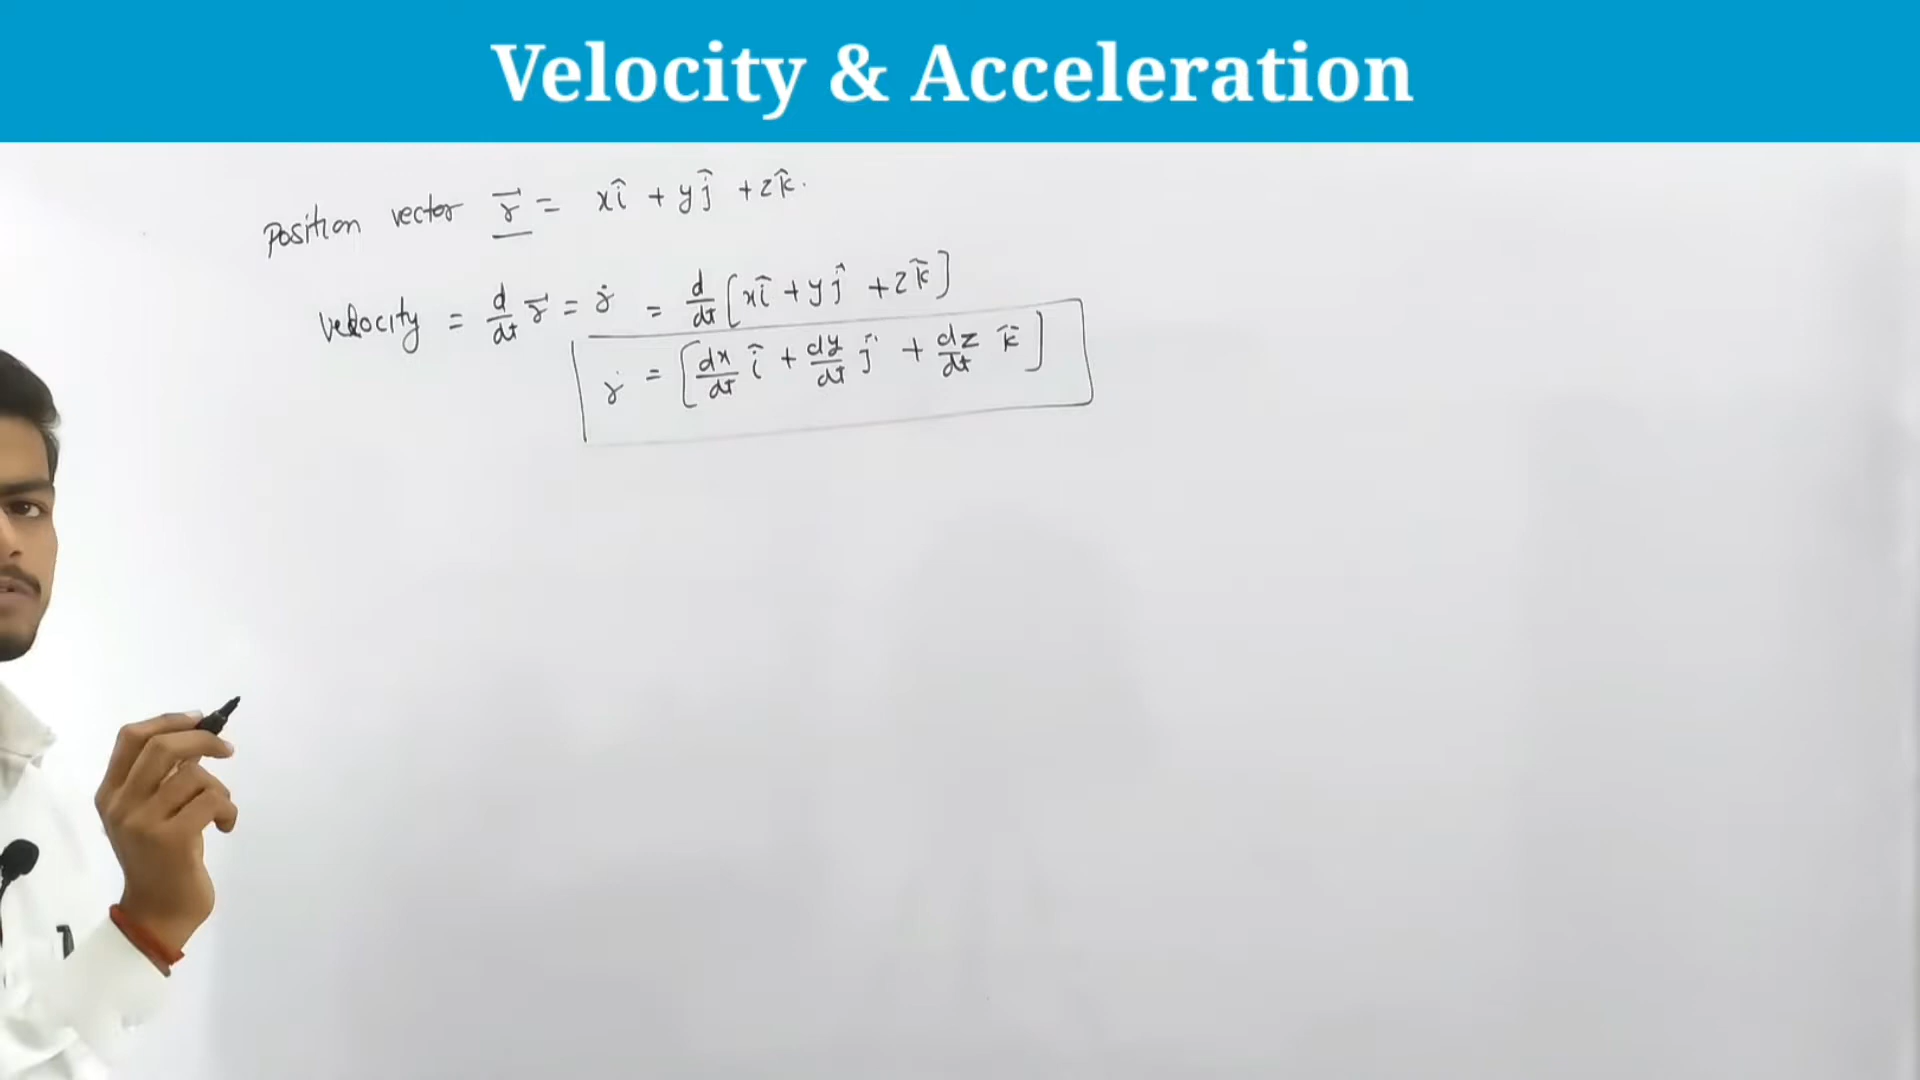 Velocity & Acceleration
Position vector r⃗ = xî + yĵ + zk̂.
Velocity = d/dt r⃗ = ṙ = d/dt [xî + yĵ + zk̂]
ṙ = [dx/dt î + dy/dt ĵ + dz/dt k̂]